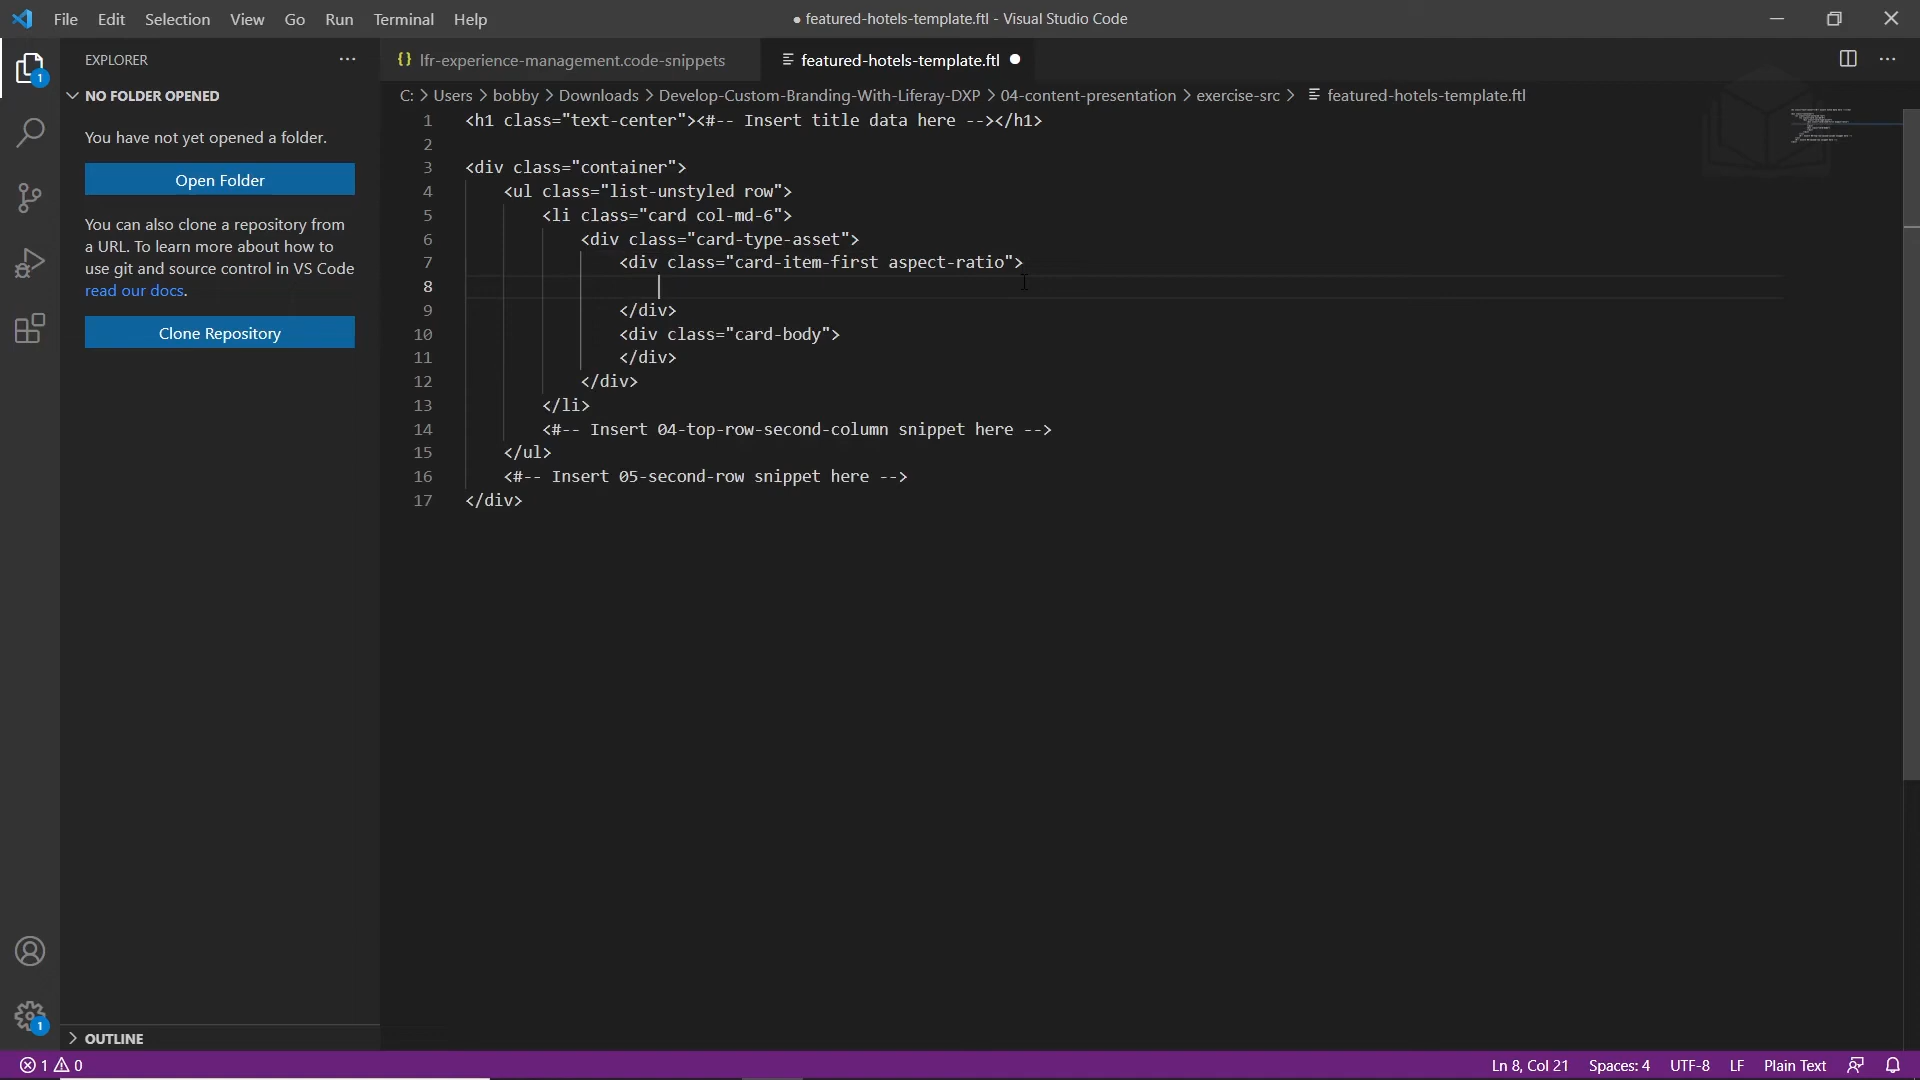 File Edit Selection View Go Run Terminal Help
● featured-hotels-template.ftl - Visual Studio Code
EXPLORER
lfr-experience-management.code-snippets
featured-hotels-template.ftl
NO FOLDER OPENED
C: > Users > bobby > Downloads > Develop-Custom-Branding-With-Liferay-DXP > 04-content-presentation > exercise-src > featured-hotels-template.ftl
You have not yet opened a folder.
Open Folder
You can also clone a repository from
a URL. To learn more about how to
use git and source control in VS Code
read our docs.
Clone Repository
1 <h1 class="text-center"><#-- Insert title data here --></h1>
2
3 <div class="container">
4 <ul class="list-unstyled row">
5 <li class="card col-md-6">
6 <div class="card-type-asset">
7 <div class="card-item-first aspect-ratio">
8
9 </div>
10 <div class="card-body">
11 </div>
12 </div>
13 </li>
14 <#-- Insert 04-top-row-second-column snippet here -->
15 </ul>
16 <#-- Insert 05-second-row snippet here -->
17 </div>
1
1
OUTLINE
1 0
Ln 8, Col 21 Spaces: 4 UTF-8 LF Plain Text